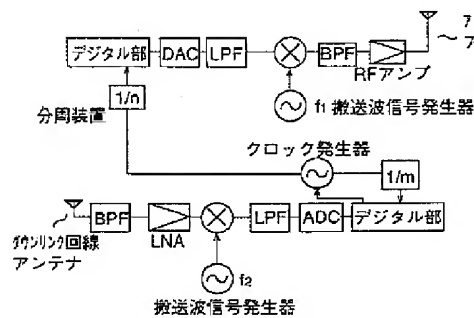 デジタル部 DAC LPF BPF
RFアンプ
1/n
分周装置
f1 搬送波信号発生器
クロック発生器
1/m
BPF LNA LPF ADC デジタル部
ダウンリンク回線
アンテナ
f2
搬送波信号発生器